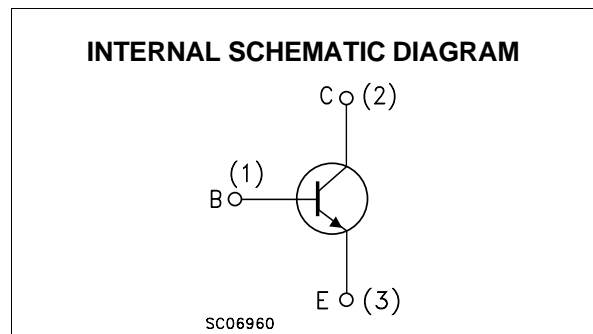 INTERNAL SCHEMATIC DIAGRAM
C (2)
(1)
B
E (3)
SC06960